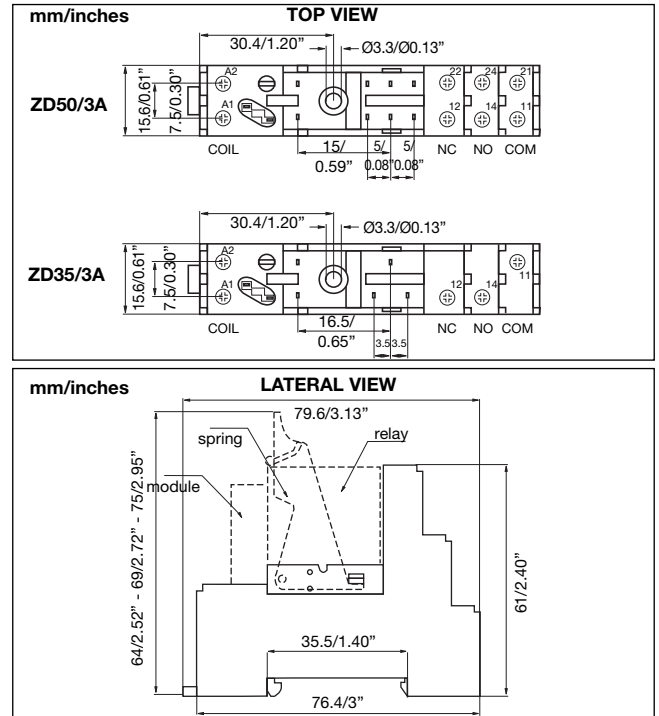 mm/inches
TOP VIEW
30.4/1.20”
Ø3.3/Ø0.13”
ZD50/3A
15.6/0.61”
7.5/0.30”
A2
A1
22
24
21
12
14
11
COIL
15/
0.59”
5/
0.08”
5/
0.08”
NC
NO
COM
30.4/1.20”
Ø3.3/Ø0.13”
ZD35/3A
15.6/0.61”
7.5/0.30”
A2
A1
12
14
11
COIL
16.5/
0.65”
3.5
3.5
NC
NO
COM
mm/inches
LATERAL VIEW
79.6/3.13”
spring
relay
module
64/2.52” - 69/2.72” - 75/2.95”
61/2.40”
35.5/1.40”
76.4/3”